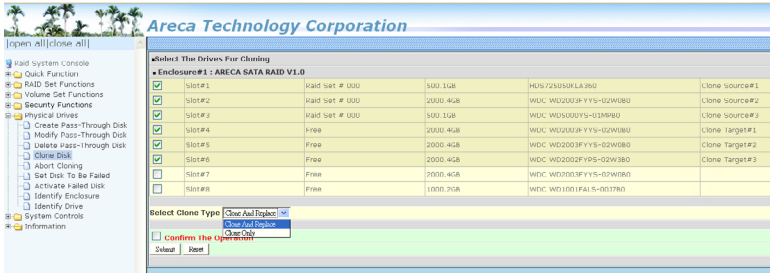 Areca Technology Corporation
|open all|close all|
Raid System Console
Quick Function
RAID Set Functions
Volume Set Functions
Security Functions
Physical Drives
Create Pass-Through Disk
Modify Pass-Through Disk
Delete Pass-Through Disk
Clone Disk
Abort Cloning
Set Disk To Be Failed
Activate Failed Disk
Identify Enclosure
Identify Drive
System Controls
Information
Select The Drives For Cloning
Enclosure#1 : ARECA SATA RAID V1.0
Slot#1 Raid Set # 000 500.1GB HDS725050KLA360 Clone Source#1
Slot#2 Raid Set # 000 2000.4GB WDC WD2003FYYS-02W0B0 Clone Source#2
Slot#3 Raid Set # 000 500.1GB WDC WD5000YS-01MPB0 Clone Source#3
Slot#4 Free 2000.4GB WDC WD2003FYYS-02W0B0 Clone Target#1
Slot#5 Free 2000.4GB WDC WD2003FYYS-02W0B0 Clone Target#2
Slot#6 Free 2000.4GB WDC WD2002FYPS-02W3B0 Clone Target#3
Slot#7 Free 2000.4GB WDC WD2003FYYS-02W0B0
Slot#8 Free 1000.2GB WDC WD1001FALS-00J7B0
Select Clone Type Clone And Replace
Clone And Replace
Clone Only
Confirm The Operation
Submit Reset